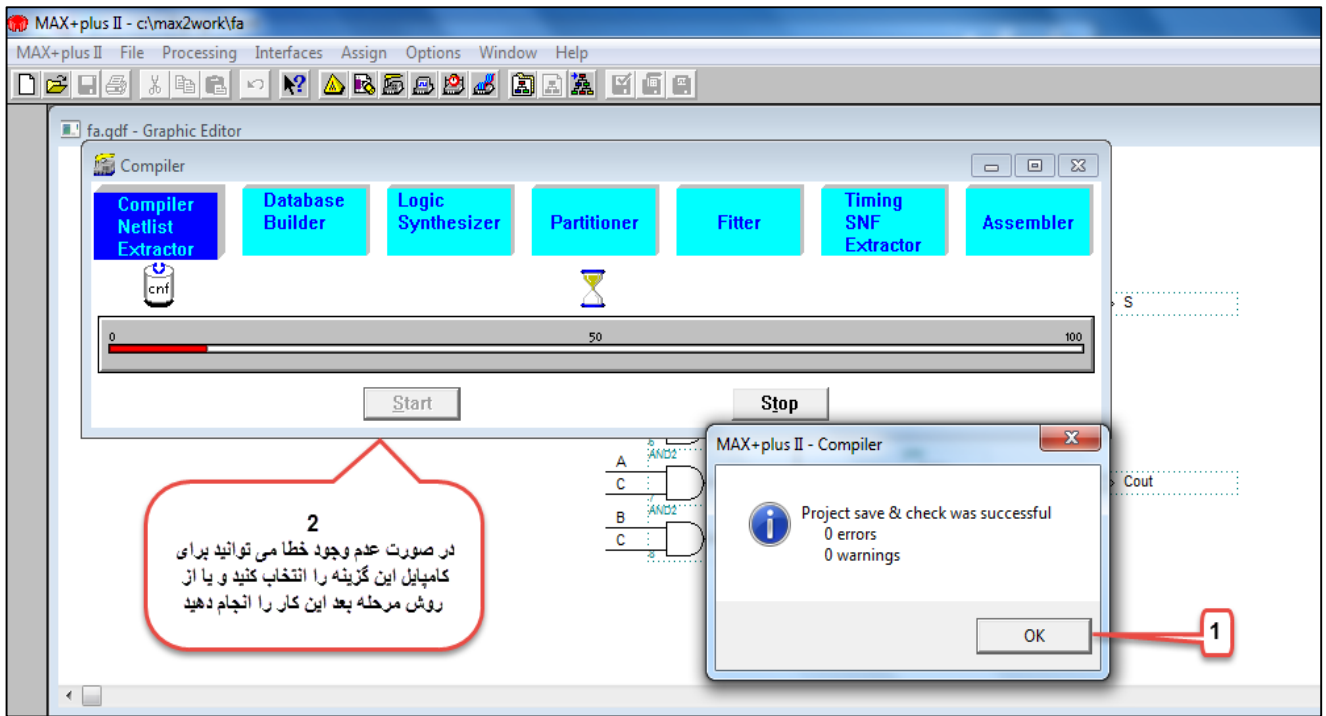 MAX+plus II - c:\max2work\fa
MAX+plus II File Processing Interfaces Assign Options Window Help
fa.gdf - Graphic Editor
Compiler
Compiler
Netlist
Extractor
Database
Builder
Logic
Synthesizer
Partitioner
Fitter
Timing
SNF
Extractor
Assembler
cnf
0 50 100
Start
Stop
S
MAX+plus II - Compiler
Project save & check was successful
0 errors
0 warnings
OK
1
AND2
A
C
7
AND2
B
C
8
Cout
2
در صورت عدم وجود خطا می توانید برای
کامپایل این گزینه را انتخاب کنید و یا از
روش مرحله بعد این کار را انجام دهید